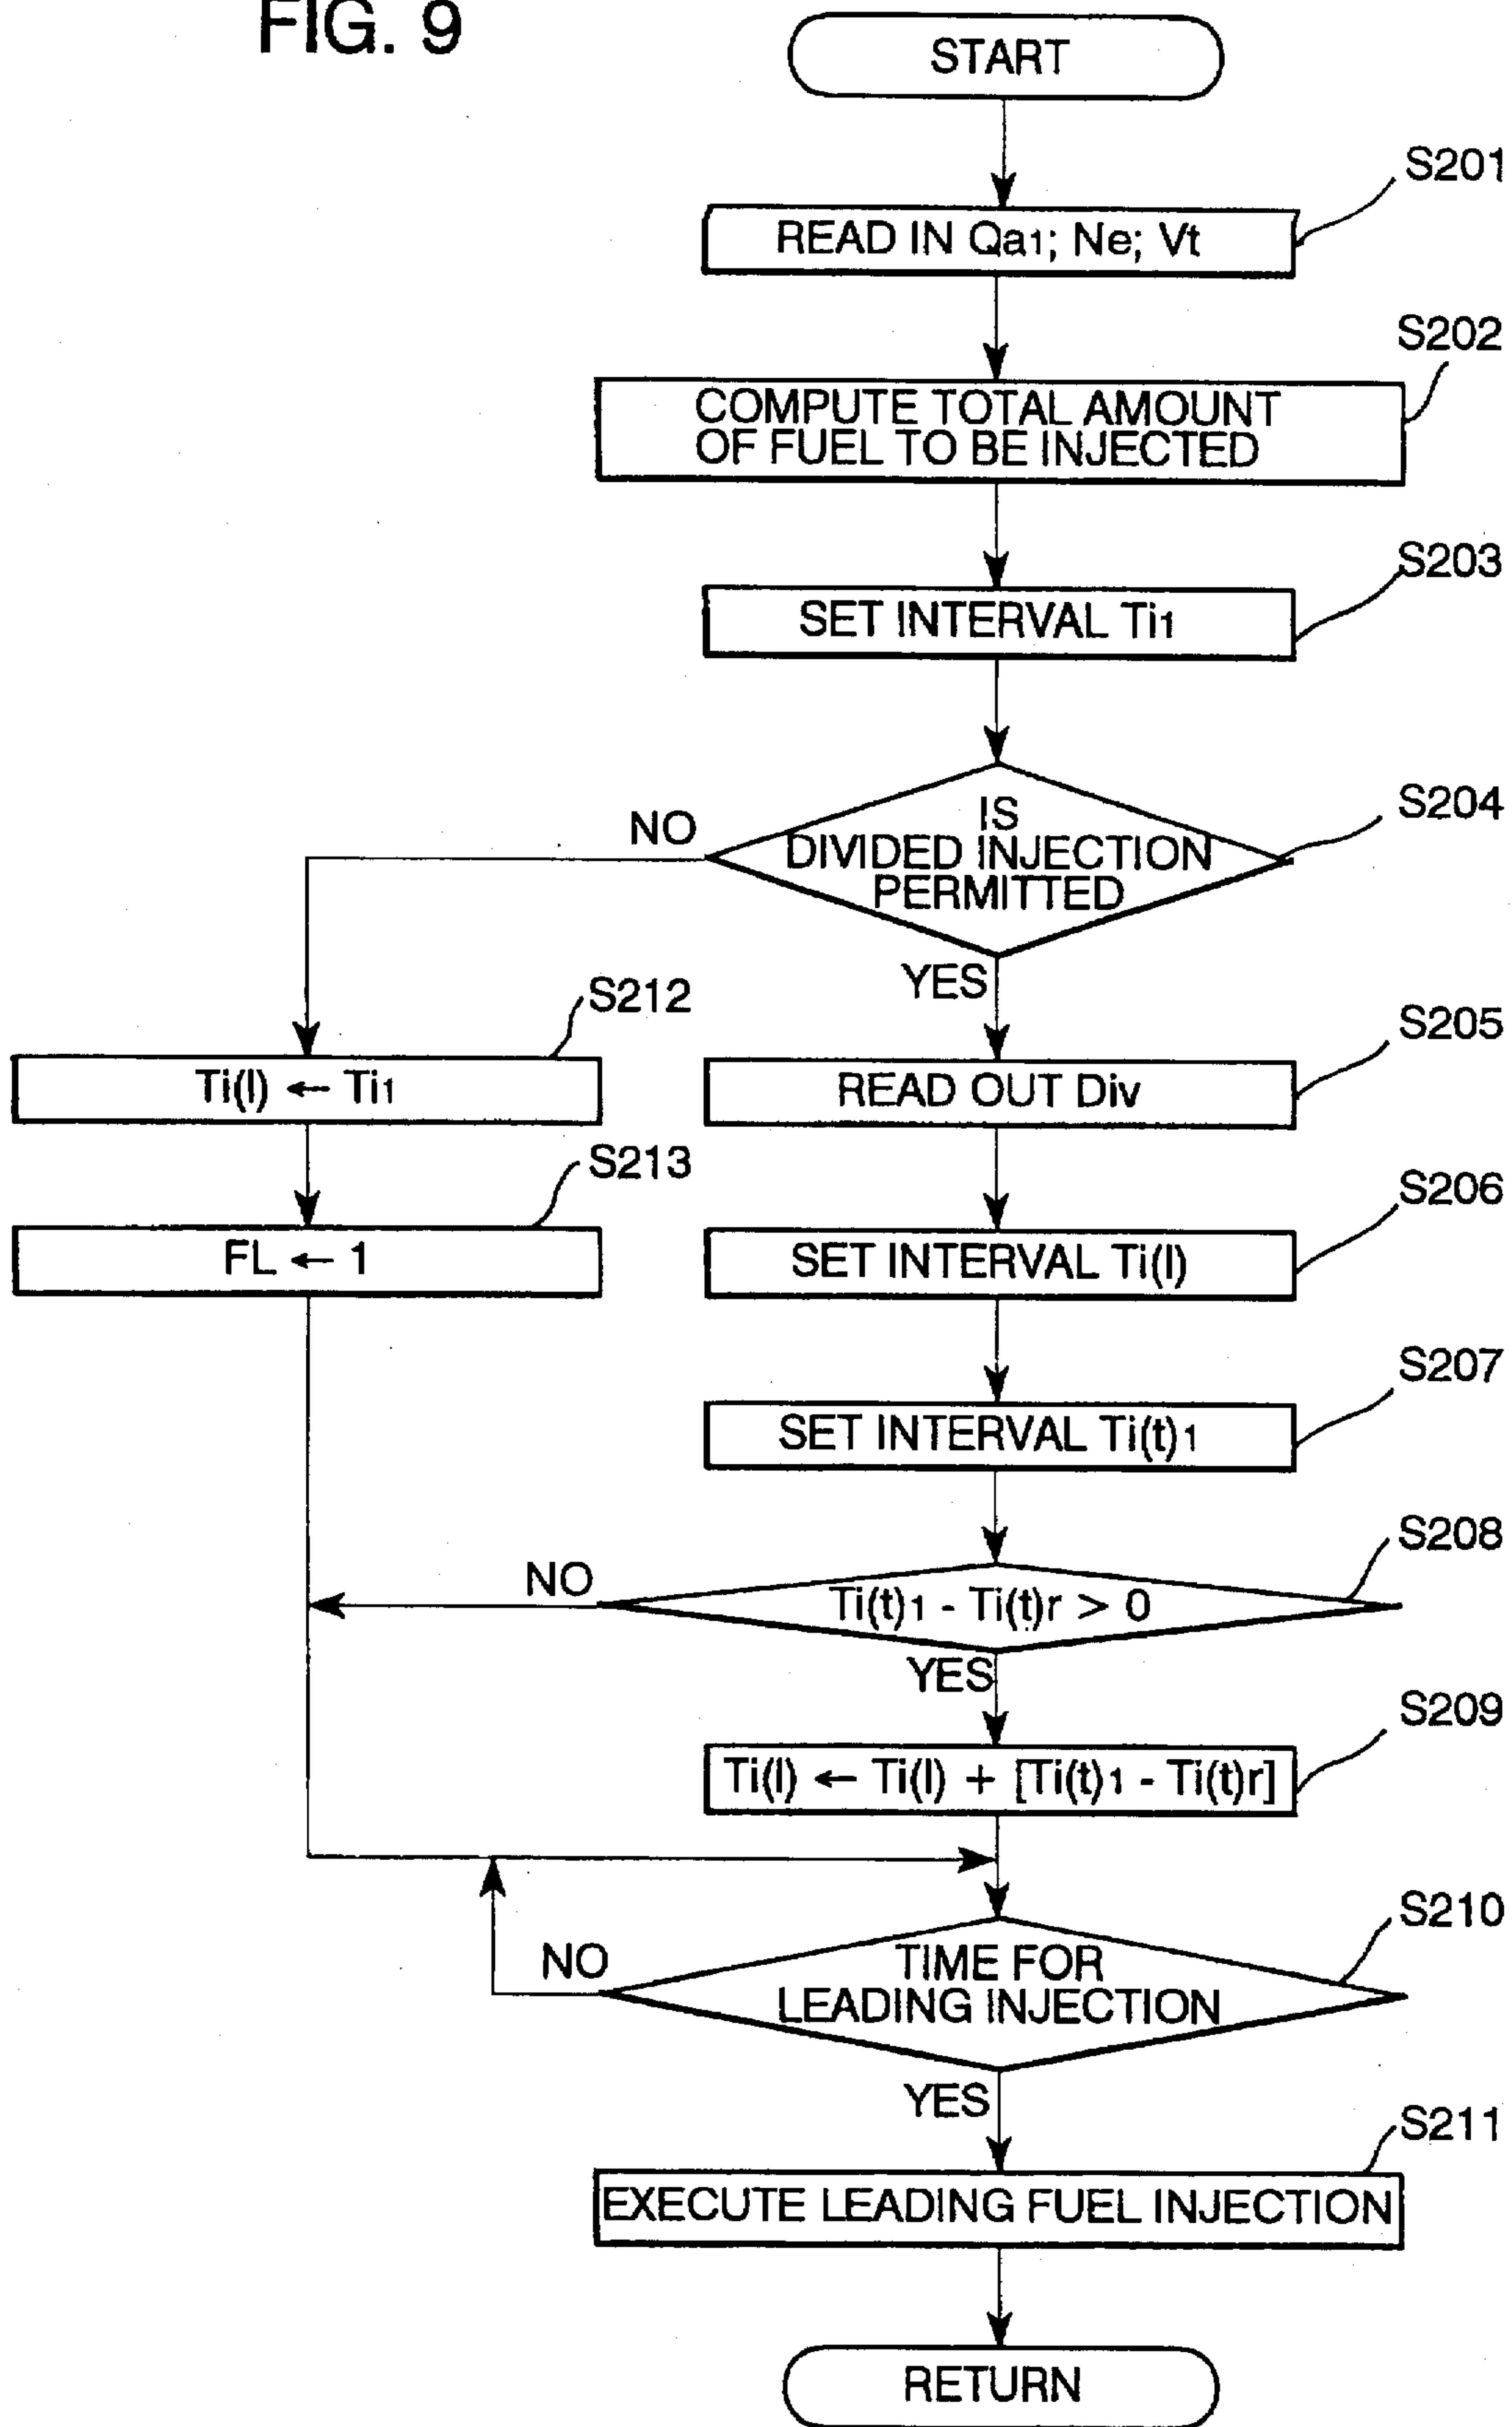 FIG. 9
START
S201
READ IN Qa1; Ne; Vt
S202
COMPUTE TOTAL AMOUNT
OF FUEL TO BE INJECTED
S203
SET INTERVAL Ti1
S204
IS
DIVIDED INJECTION
PERMITTED
NO
YES
S212
Ti(l) ← Ti1
S205
READ OUT Div
S213
FL ← 1
S206
SET INTERVAL Ti(l)
S207
SET INTERVAL Ti(t)1
S208
Ti(t)1 - Ti(t)r > 0
NO
YES
S209
Ti(l) ← Ti(l) + [Ti(t)1 - Ti(t)r]
S210
TIME FOR
LEADING INJECTION
NO
YES
S211
EXECUTE LEADING FUEL INJECTION
RETURN